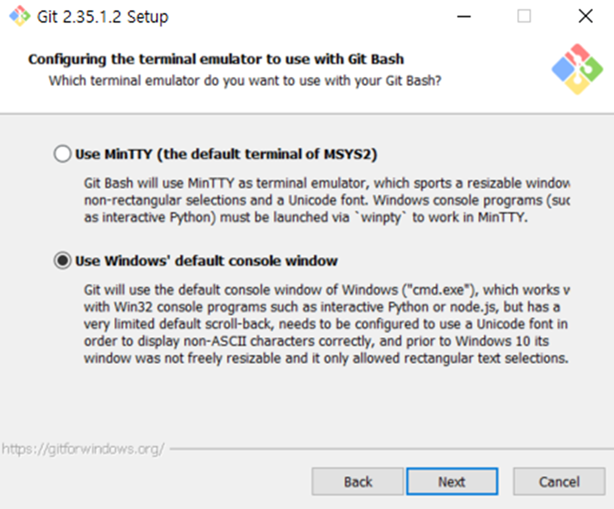 Git 2.35.1.2 Setup
Configuring the terminal emulator to use with Git Bash
Which terminal emulator do you want to use with your Git Bash?
Use MinTTY (the default terminal of MSYS2)
Git Bash will use MinTTY as terminal emulator, which sports a resizable window
non-rectangular selections and a Unicode font. Windows console programs (suc
as interactive Python) must be launched via `winpty` to work in MinTTY.
Use Windows' default console window
Git will use the default console window of Windows ("cmd.exe"), which works
with Win32 console programs such as interactive Python or node.js, but has a
very limited default scroll-back, needs to be configured to use a Unicode font in
order to display non-ASCII characters correctly, and prior to Windows 10 its
window was not freely resizable and it only allowed rectangular text selections.
https://gitforwindows.org/
Back
Next
Cancel